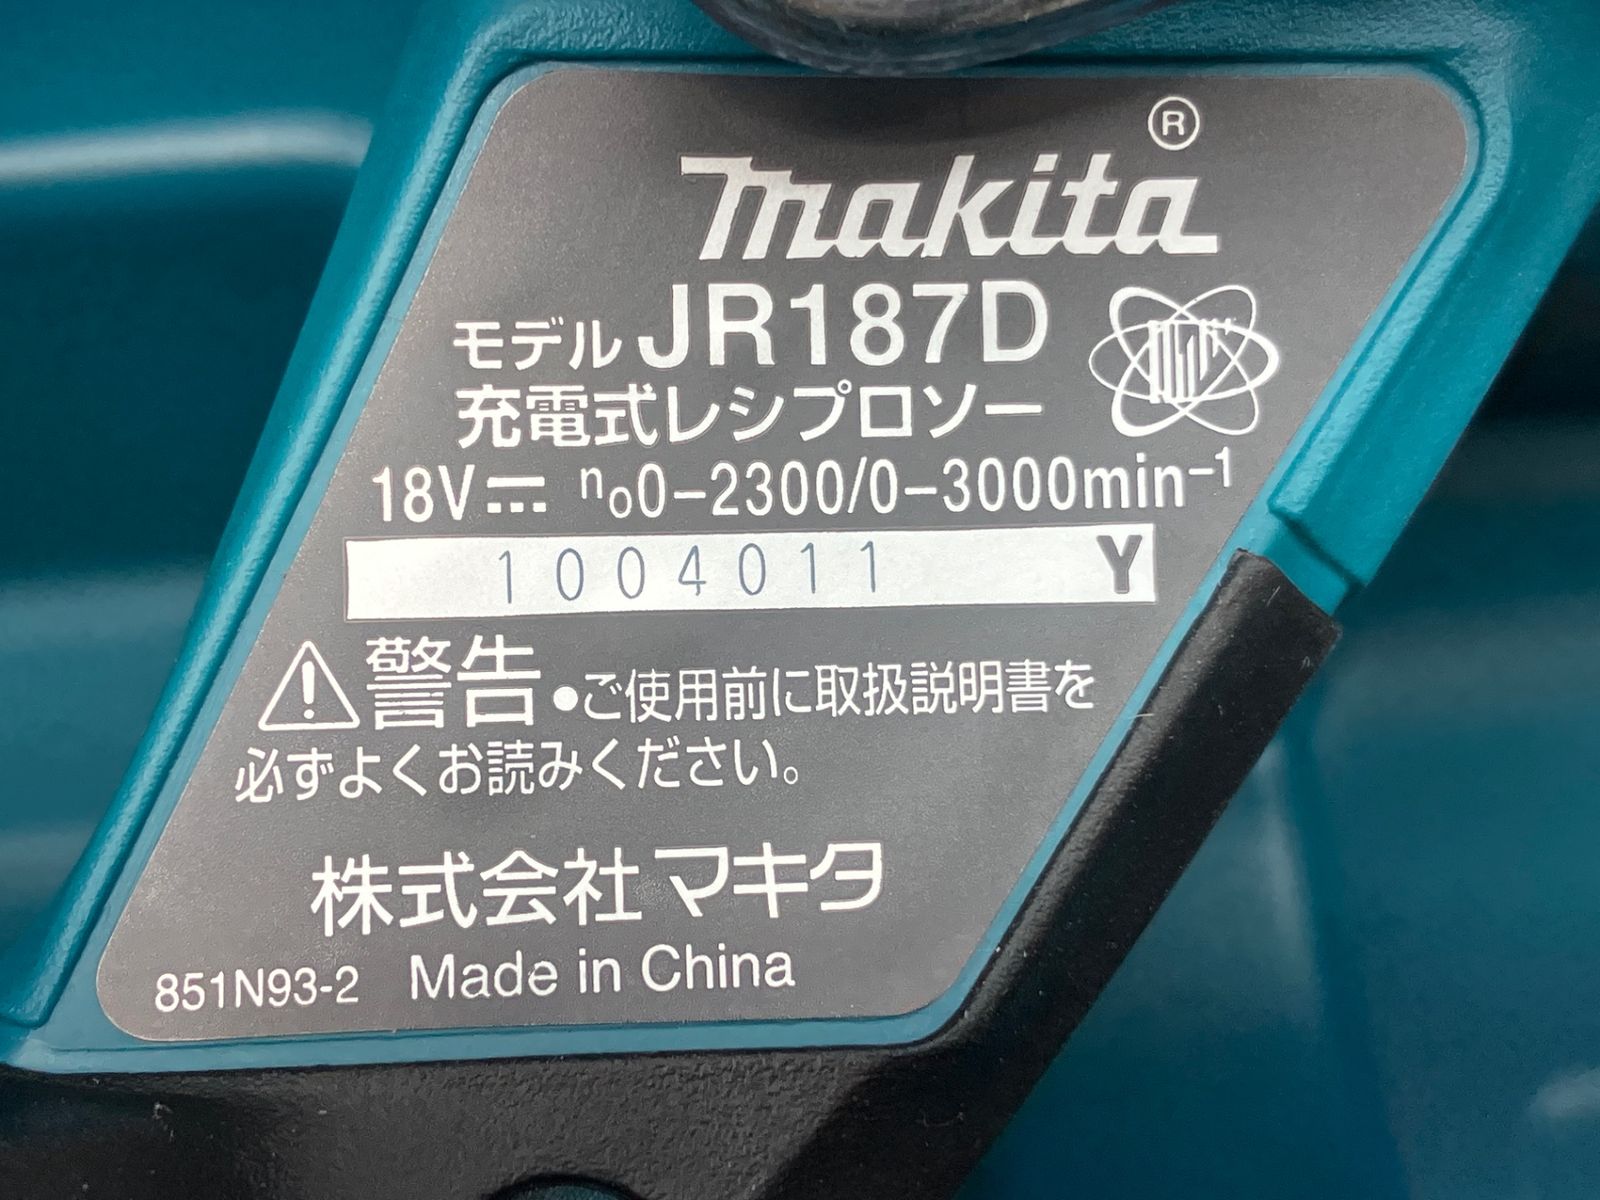 makita®
モデル JR187D
充電式レシプロソー
18V⎓ n₀0-2300/0-3000min⁻¹
1004011 Y
⚠警告 ●ご使用前に取扱説明書を
必ずよくお読みください。
株式会社マキタ
851N93-2 Made in China